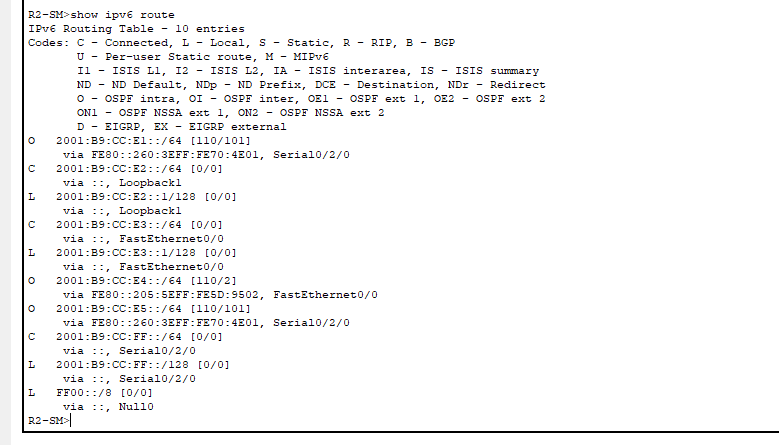 R2-SM>show ipv6 route
IPv6 Routing Table - 10 entries
Codes: C - Connected, L - Local, S - Static, R - RIP, B - BGP
U - Per-user Static route, M - MIPv6
I1 - ISIS L1, I2 - ISIS L2, IA - ISIS interarea, IS - ISIS summary
ND - ND Default, NDp - ND Prefix, DCE - Destination, NDr - Redirect
O - OSPF intra, OI - OSPF inter, OE1 - OSPF ext 1, OE2 - OSPF ext 2
ON1 - OSPF NSSA ext 1, ON2 - OSPF NSSA ext 2
D - EIGRP, EX - EIGRP external
O 2001:B9:CC:E1::/64 [110/101]
via FE80::260:3EFF:FE70:4E01, Serial0/2/0
C 2001:B9:CC:E2::/64 [0/0]
via ::, Loopback1
L 2001:B9:CC:E2::1/128 [0/0]
via ::, Loopback1
C 2001:B9:CC:E3::/64 [0/0]
via ::, FastEthernet0/0
L 2001:B9:CC:E3::1/128 [0/0]
via ::, FastEthernet0/0
O 2001:B9:CC:E4::/64 [110/2]
via FE80::205:5EFF:FE5D:9502, FastEthernet0/0
O 2001:B9:CC:E5::/64 [110/101]
via FE80::260:3EFF:FE70:4E01, Serial0/2/0
C 2001:B9:CC:FF::/64 [0/0]
via ::, Serial0/2/0
L 2001:B9:CC:FF::/128 [0/0]
via ::, Serial0/2/0
L FF00::/8 [0/0]
via ::, Null0
R2-SM>